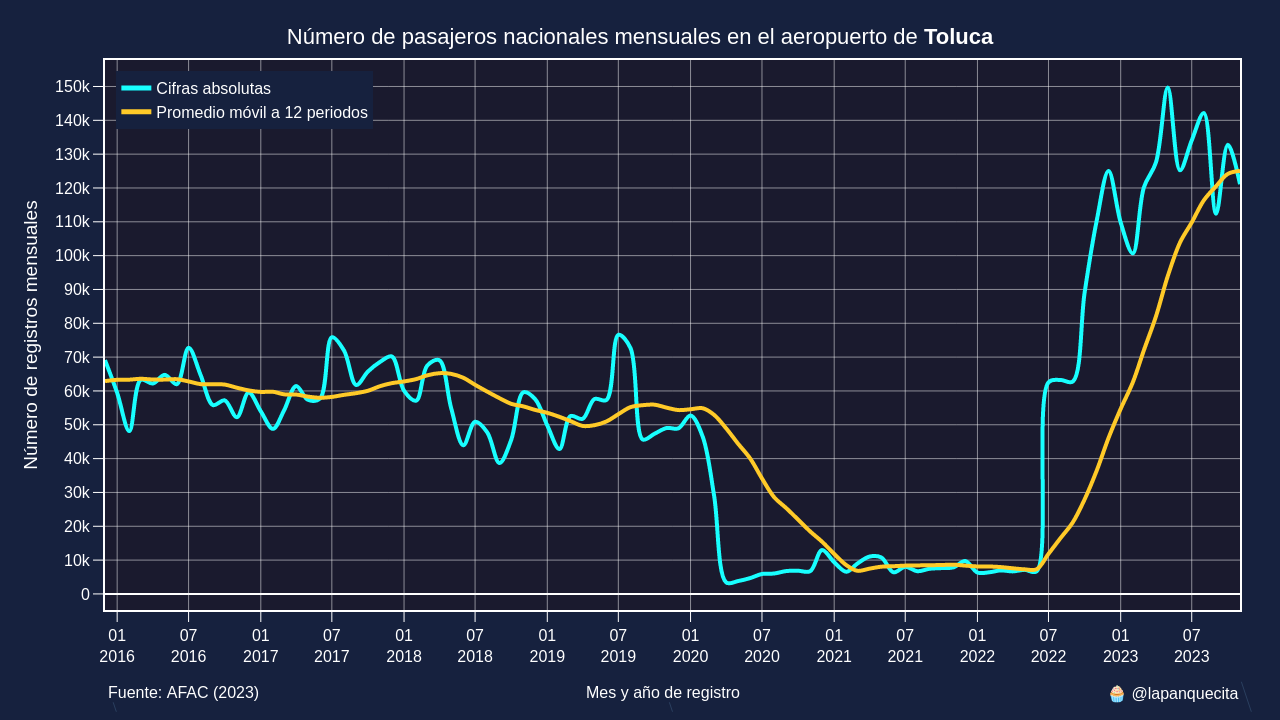 Número de pasajeros nacionales mensuales en el aeropuerto de Toluca
Cifras absolutas
Promedio móvil a 12 periodos
Número de registros mensuales
150k
140k
130k
120k
110k
100k
90k
80k
70k
60k
50k
40k
30k
20k
10k
0
01 07 01 07 01 07 01 07 01 07 01 07 01 07 01 07
2016 2016 2017 2017 2018 2018 2019 2019 2020 2020 2021 2021 2022 2022 2023 2023
Fuente: AFAC (2023) Mes y año de registro 🧁 @lapanquecita